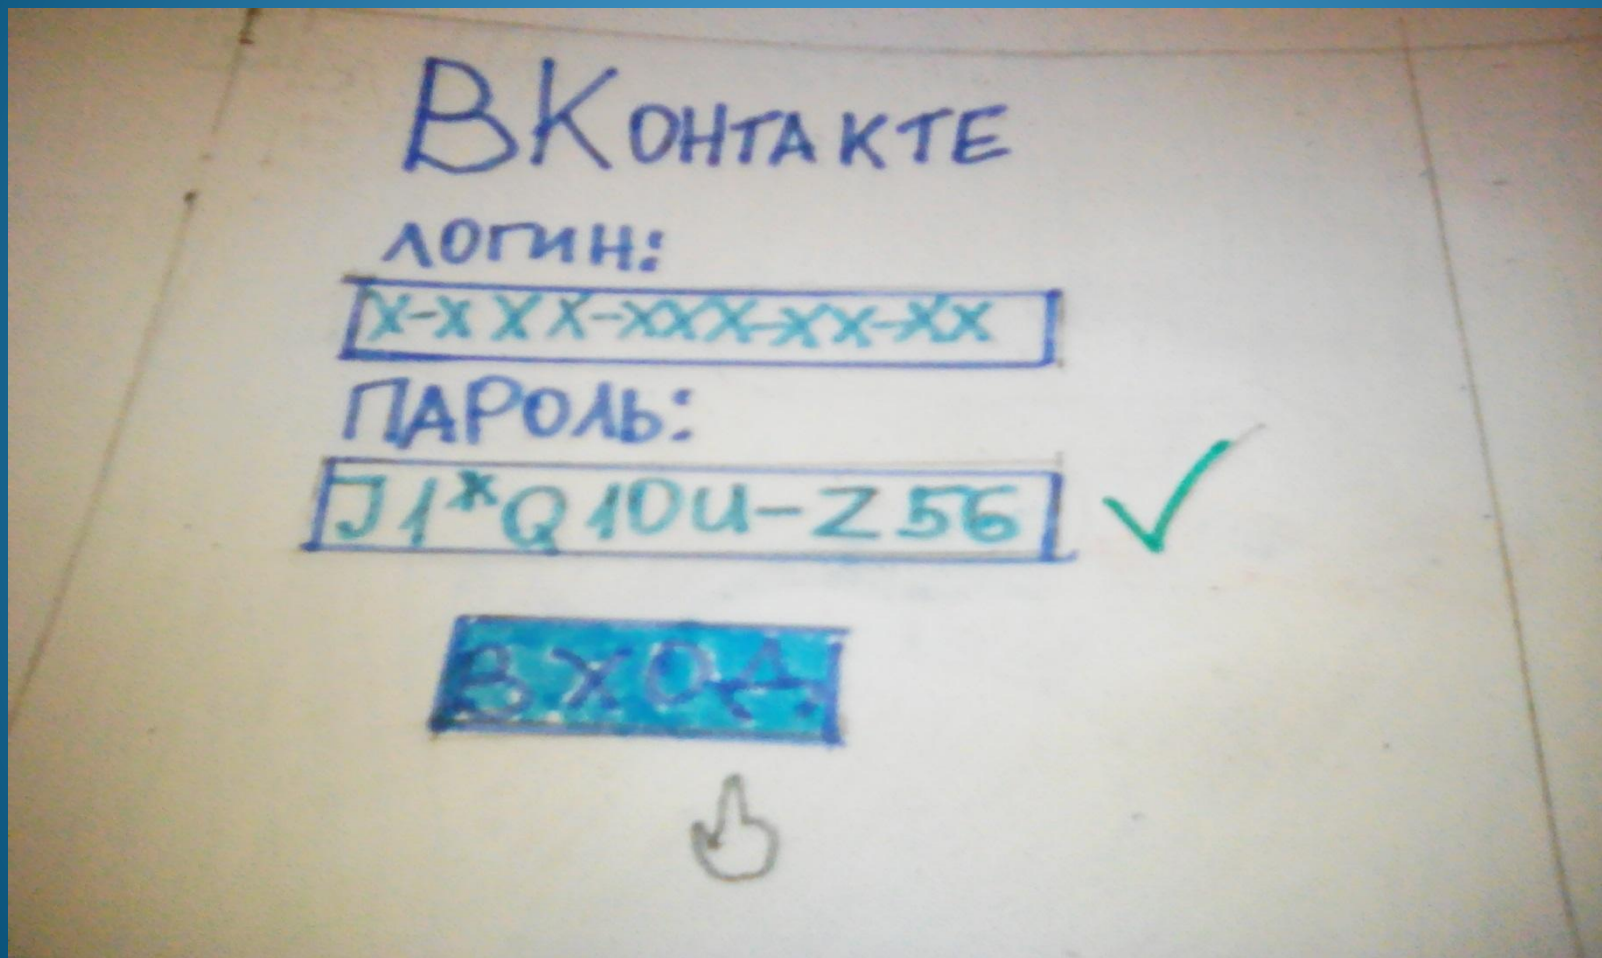 ВКОНТАКТЕ
ЛОГИН:
X-XXX-XXX-XX-XX
ПАРОЛЬ:
J1*Q10U-Z56
ВХОД.